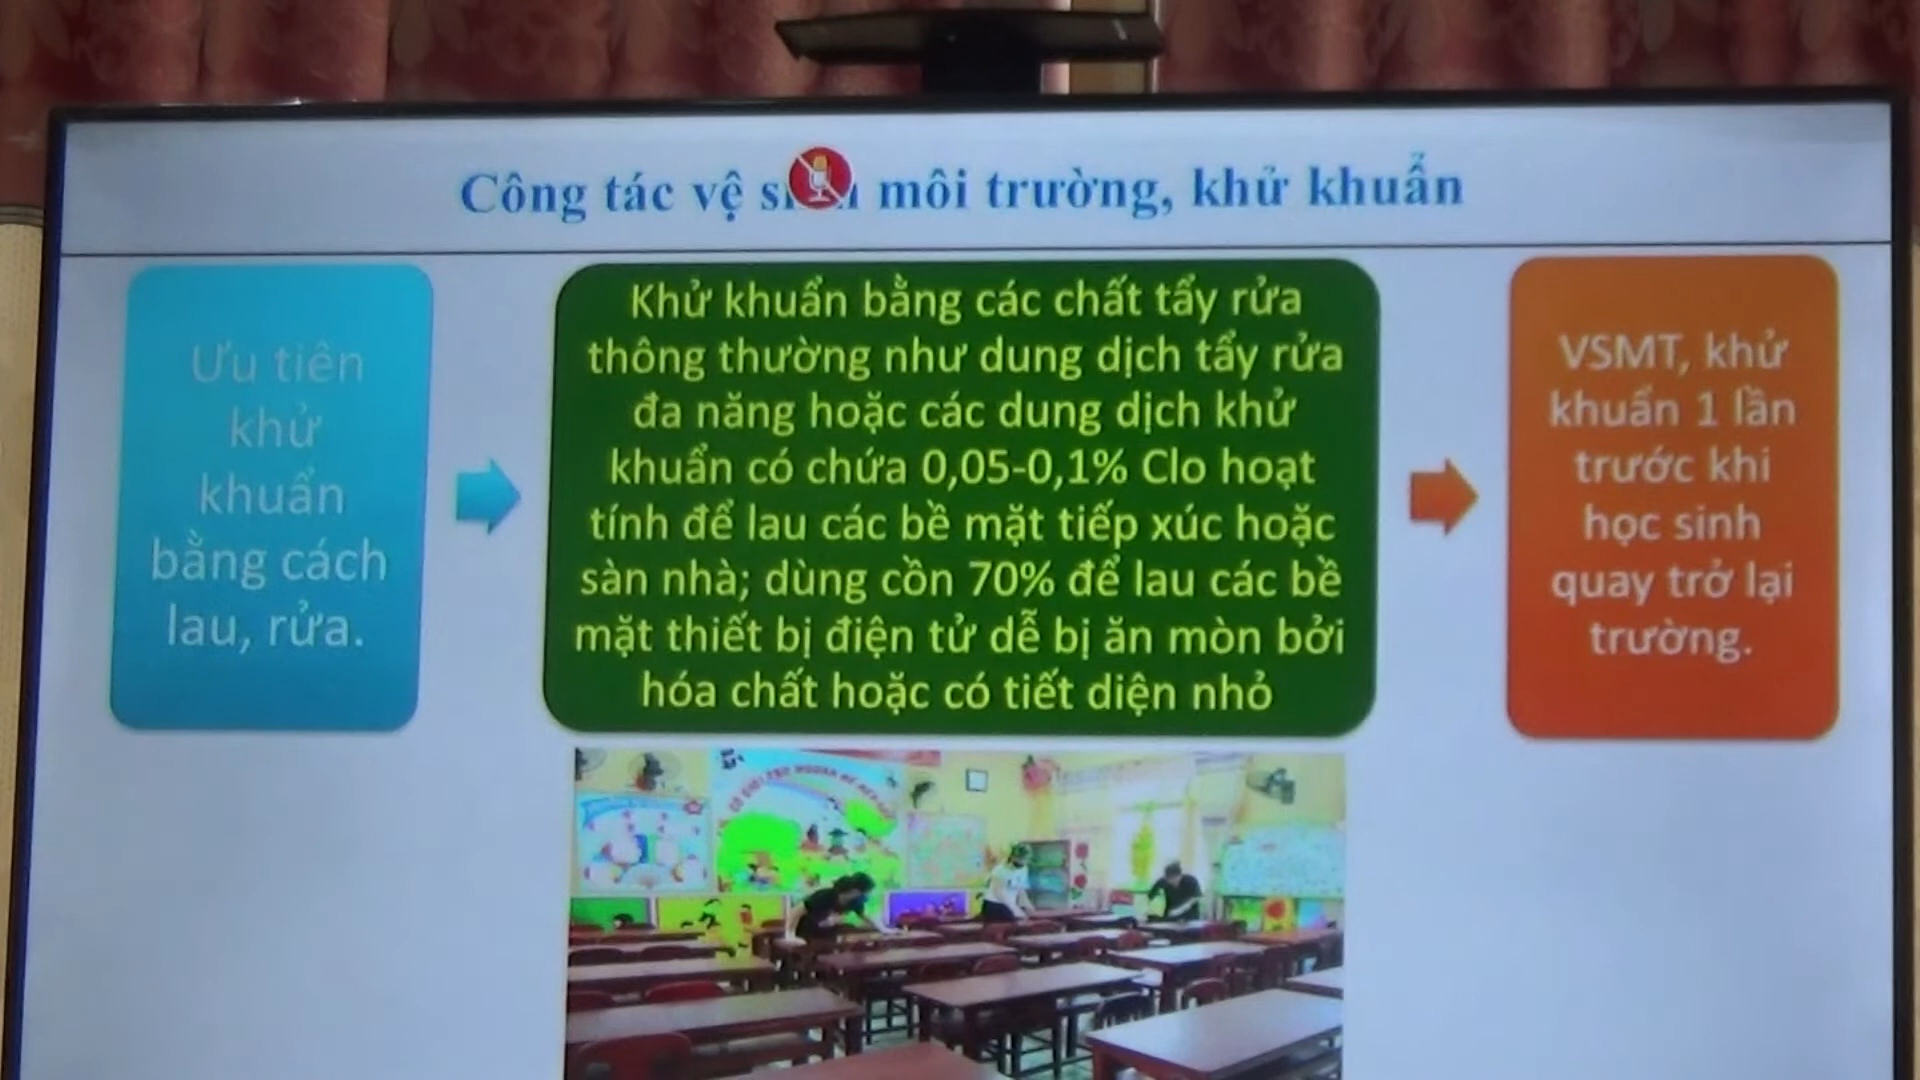 Công tác vệ sinh môi trường, khử khuẩn
Ưu tiên
khử
khuẩn
bằng cách
lau, rửa.
Khử khuẩn bằng các chất tẩy rửa
thông thường như dung dịch tẩy rửa
đa năng hoặc các dung dịch khử
khuẩn có chứa 0,05-0,1% Clo hoạt
tính để lau các bề mặt tiếp xúc hoặc
sàn nhà; dùng cồn 70% để lau các bề
mặt thiết bị điện tử dễ bị ăn mòn bởi
hóa chất hoặc có tiết diện nhỏ
VSMT, khử
khuẩn 1 lần
trước khi
học sinh
quay trở lại
trường.